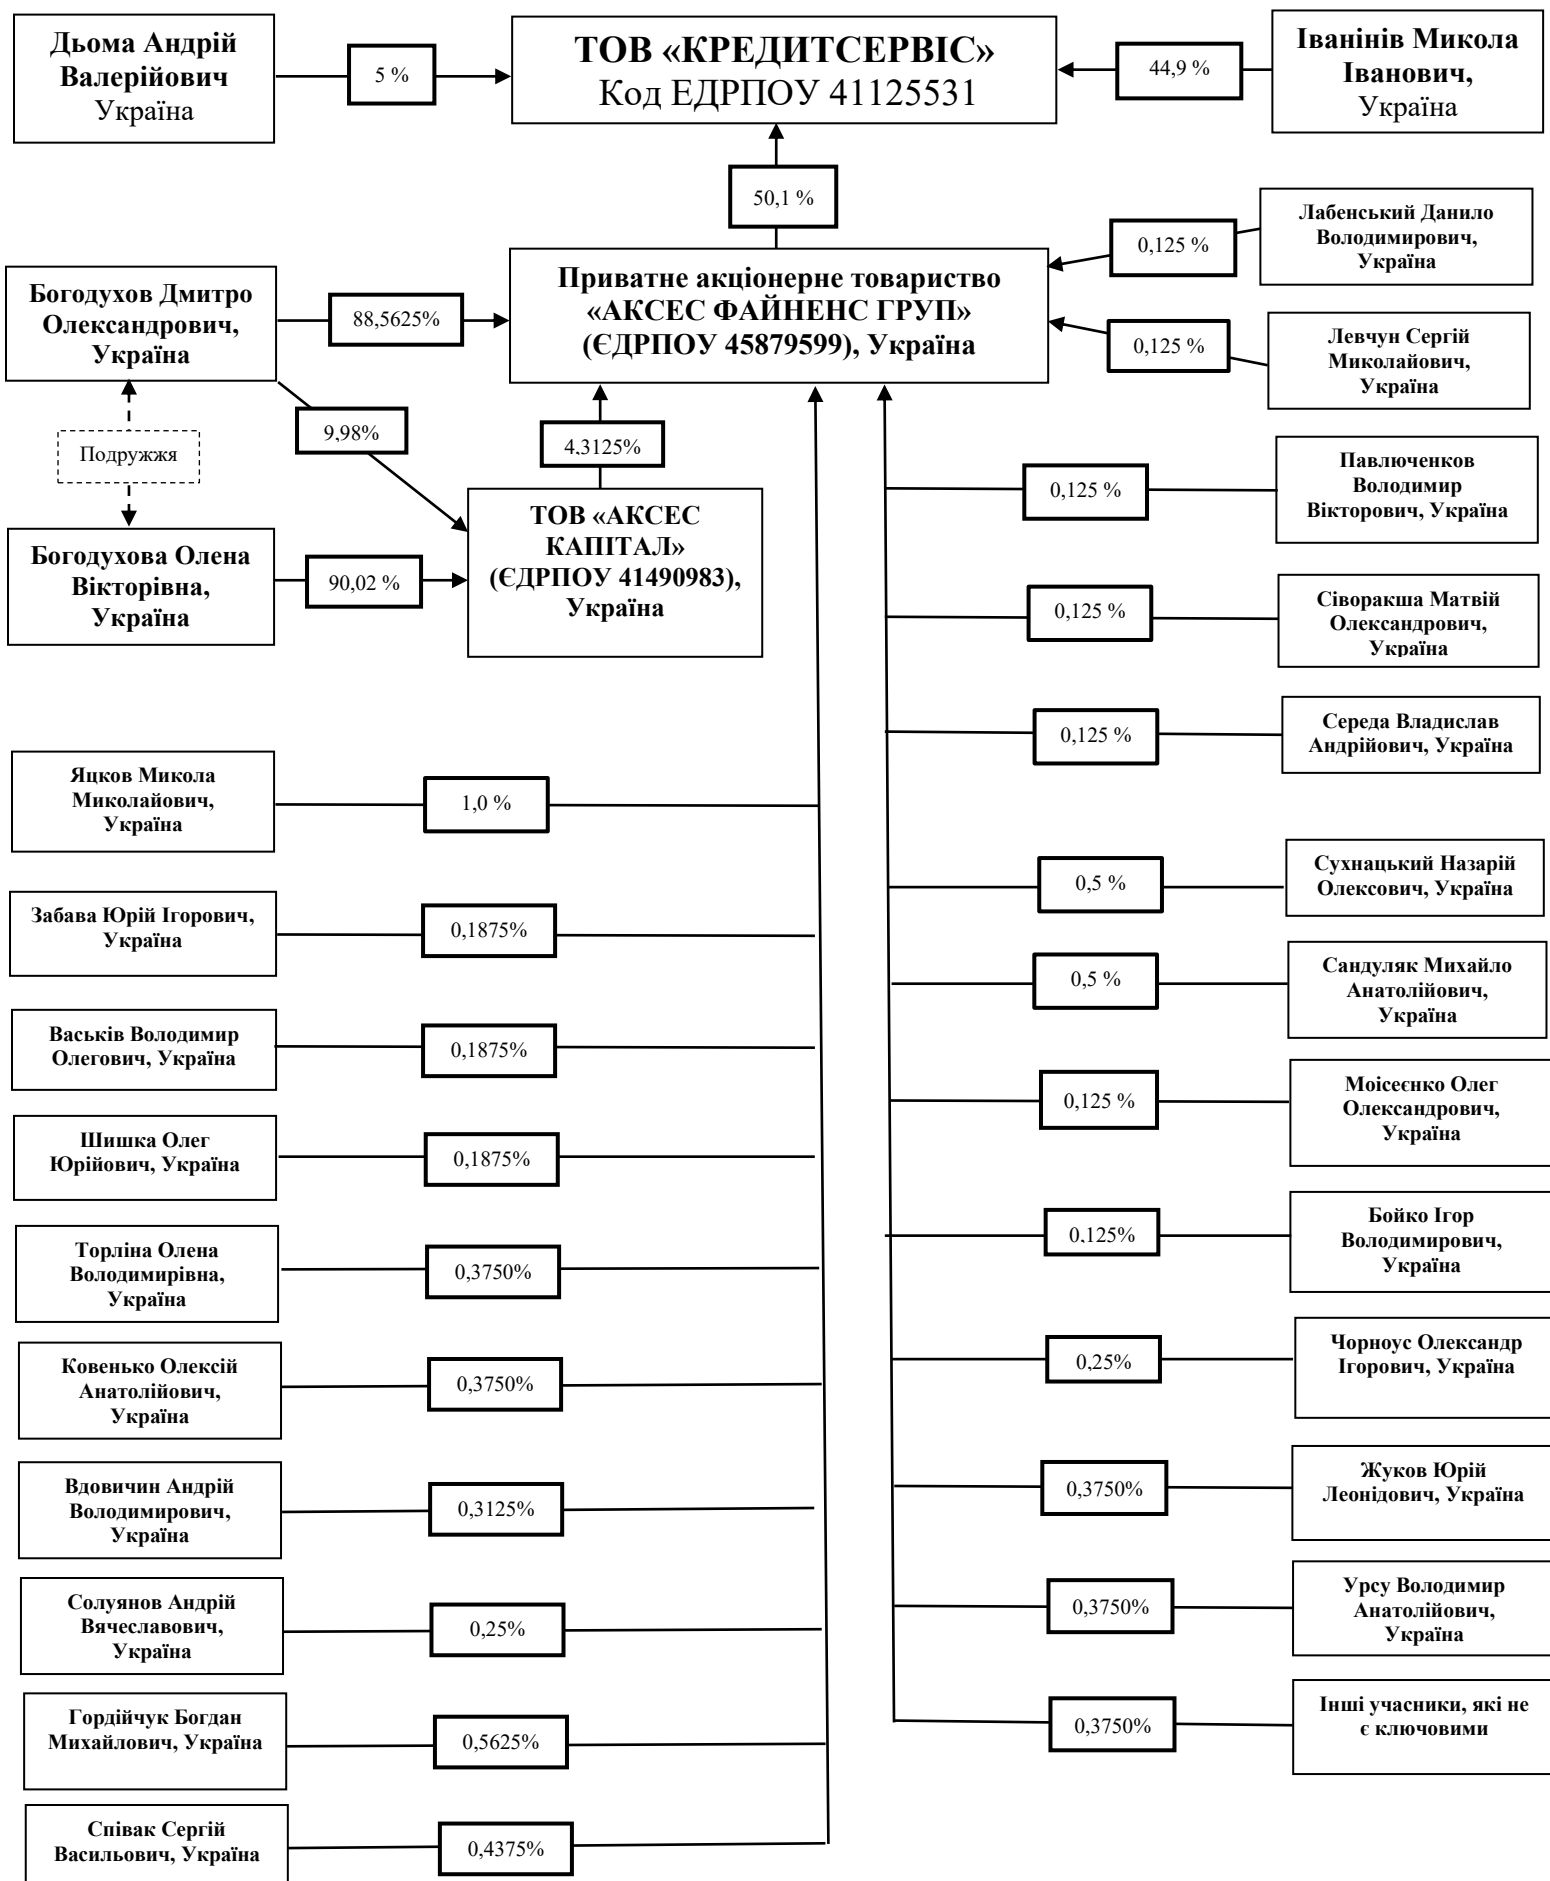 Дьома Андрій
Валерійович
Україна
5 %
ТОВ «КРЕДИТСЕРВІС»
Код ЕДРПОУ 41125531
44,9 %
Іванінів Микола
Іванович,
Україна
50,1 %
Лабенський Данило
Володимирович,
Україна
0,125 %
Богодухов Дмитро
Олександрович,
Україна
88,5625%
Приватне акціонерне товариство
«АКСЕС ФАЙНЕНС ГРУП»
(ЄДРПОУ 45879599), Україна
0,125 %
Левчун Сергій
Миколайович,
Україна
Подружжя
9,98%
4,3125%
Богодухова Олена
Вікторівна,
Україна
90,02 %
ТОВ «АКСЕС
КАПІТАЛ»
(ЄДРПОУ 41490983),
Україна
0,125 %
Павлюченков
Володимир
Вікторович, Україна
0,125 %
Сіворакша Матвій
Олександрович,
Україна
0,125 %
Середа Владислав
Андрійович, Україна
Яцков Микола
Миколайович,
Україна
1,0 %
0,5 %
Сухнацький Назарій
Олексович, Україна
Забава Юрій Ігорович,
Україна
0,1875%
0,5 %
Сандуляк Михайло
Анатолійович,
Україна
Васьків Володимир
Олегович, Україна
0,1875%
0,125 %
Моісеєнко Олег
Олександрович,
Україна
Шишка Олег
Юрійович, Україна
0,1875%
0,125%
Бойко Ігор
Володимирович,
Україна
Торліна Олена
Володимирівна,
Україна
0,3750%
0,25%
Чорноус Олександр
Ігорович, Україна
Ковенько Олексій
Анатолійович,
Україна
0,3750%
0,3750%
Жуков Юрій
Леонідович, Україна
Вдовичин Андрій
Володимирович,
Україна
0,3125%
0,3750%
Урсу Володимир
Анатолійович,
Україна
Солуянов Андрій
Вячеславович,
Україна
0,25%
0,3750%
Інші учасники, які не
є ключовими
Гордійчук Богдан
Михайлович, Україна
0,5625%
Співак Сергій
Васильович, Україна
0,4375%